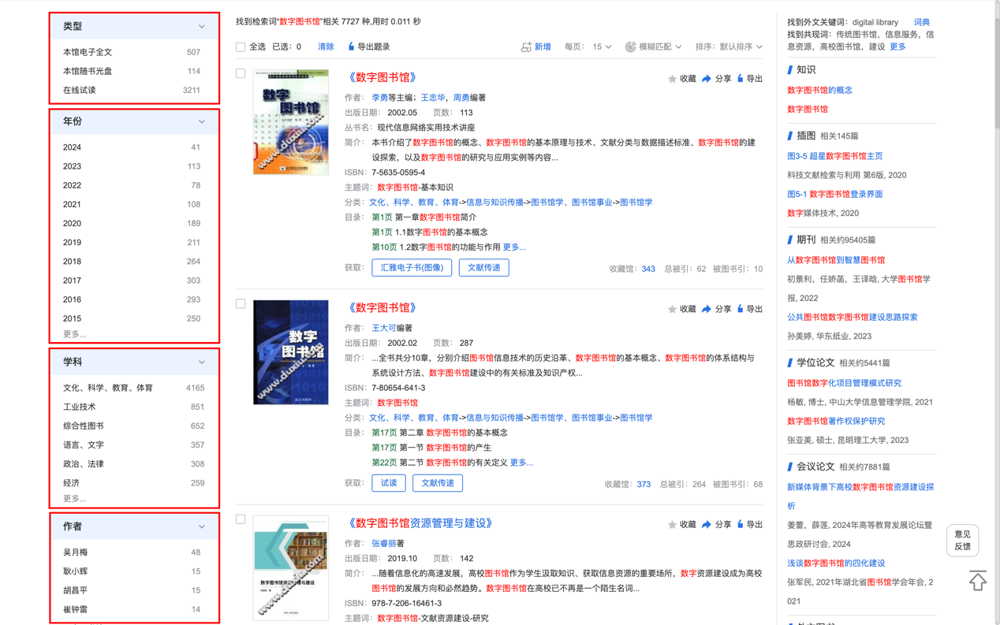 类型
本馆电子全文 507
本馆随书光盘 114
在线试读 3211
年份
2024 41
2023 113
2022 78
2021 108
2020 189
2019 211
2018 264
2017 303
2016 293
2015 250
更多...
学科
文化、科学、教育、体育 4165
工业技术 851
综合性图书 652
语言、文字 357
政治、法律 308
经济 259
更多...
作者
吴月梅 48
耿小辉 15
胡昌平 15
崔钟雷 14
找到检索词“数字图书馆”相关 7727 种,用时 0.011 秒
全选 已选：0 清除 导出题录 新增 每页： 15 模糊匹配 排序：默认排序
《数字图书馆》 收藏 分享 导出
作者： 李勇等主编；王忠华，周勇编著
出版日期： 2002.05 页数： 113
丛书名： 现代信息网络实用技术讲座
简介： 本书介绍了数字图书馆的概念、数字图书馆的基本原理与技术、文献分类与数据描述标准、数字图书馆的建
设探索，以及数字图书馆的研究与应用实例等内容...
ISBN： 7-5635-0595-4
主题词： 数字图书馆-基本知识
分类： 文化、科学、教育、体育->信息与知识传播->图书馆学、图书馆事业->图书馆学
目录： 第1页 第一章数字图书馆简介
第1页 1.1数字图书馆的基本概念
第10页 1.2数字图书馆的功能与作用 更多...
获取： 汇雅电子书(图像) 文献传递 收藏馆： 343 总被引： 62 被图书引： 10
数字
图书馆
www.duxiu.com
《数字图书馆》 收藏 分享 导出
作者： 王大可编著
出版日期： 2002.02 页数： 287
简介： ...全书共分10章，分别介绍图书馆信息技术的历史沿革、数字图书馆的基本概念、数字图书馆的体系结构与
系统设计方法、数字图书馆建设中的有关标准及知识产权...
ISBN： 7-80654-641-3
主题词： 数字图书馆
分类： 文化、科学、教育、体育->信息与知识传播->图书馆学、图书馆事业->图书馆学
目录： 第17页 第二章 数字图书馆的基本概念
第17页 第一节 数字图书馆的产生
第22页 第二节 数字图书馆的有关定义 更多...
获取： 试读 文献传递 收藏馆： 373 总被引： 264 被图书引： 68
数字
图书馆
www.duxiu.com
《数字图书馆资源管理与建设》 收藏 分享 导出
作者： 张睿丽著
出版日期： 2019.10 页数： 142
简介： ...随着信息化的高速发展，高校图书馆作为学生汲取知识、获取信息资源的重要场所，数字资源建设成为高校
图书馆的发展方向和必然趋势。数字图书馆在高校已不再是一个陌生名词...
ISBN： 978-7-206-16461-3
主题词： 数字图书馆-文献资源建设-研究
数字图书馆资源管理与建设
www.duxiu.com
找到外文关键词：digital library 词典
找到共现词：传统图书馆，信息服务，信
息资源，高校图书馆，建设 更多
知识
数字图书馆的概念
数字图书馆
插图 相关145篇
图3-5 超星数字图书馆主页
科技文献检索与利用 第6版, 2020
图5-1 数字图书馆登录界面
数字媒体技术, 2020
期刊 相关约95405篇
从数字图书馆到智慧图书馆
初景利，任娇菡，王译晗, 大学图书馆学
报, 2022
公共图书馆数字图书馆建设思路探索
孙美婷, 华东纸业, 2023
学位论文 相关约5441篇
图书馆数字化项目管理模式研究
杨敏, 博士, 中山大学信息管理学院, 2021
数字图书馆著作权保护研究
张亚美, 硕士, 昆明理工大学, 2023
会议论文 相关约7881篇
新媒体背景下高校数字图书馆资源建设探
析
姜蕾，薛莲, 2024年高等教育发展论坛暨
思政研讨会, 2024
浅谈数字图书馆的四化建设
张军民, 2021年湖北省图书馆学会年会, 2
021
意见
反馈